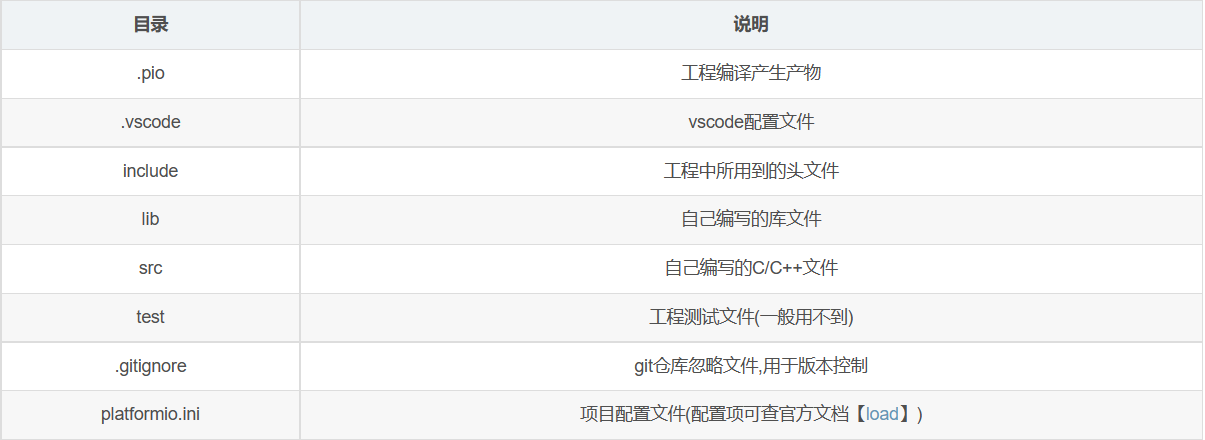 目录 说明
.pio 工程编译产生产物
.vscode vscode配置文件
include 工程中所用到的头文件
lib 自己编写的库文件
src 自己编写的C/C++文件
test 工程测试文件(一般用不到)
.gitignore git仓库忽略文件,用于版本控制
platformio.ini 项目配置文件(配置项可查官方文档【load】)